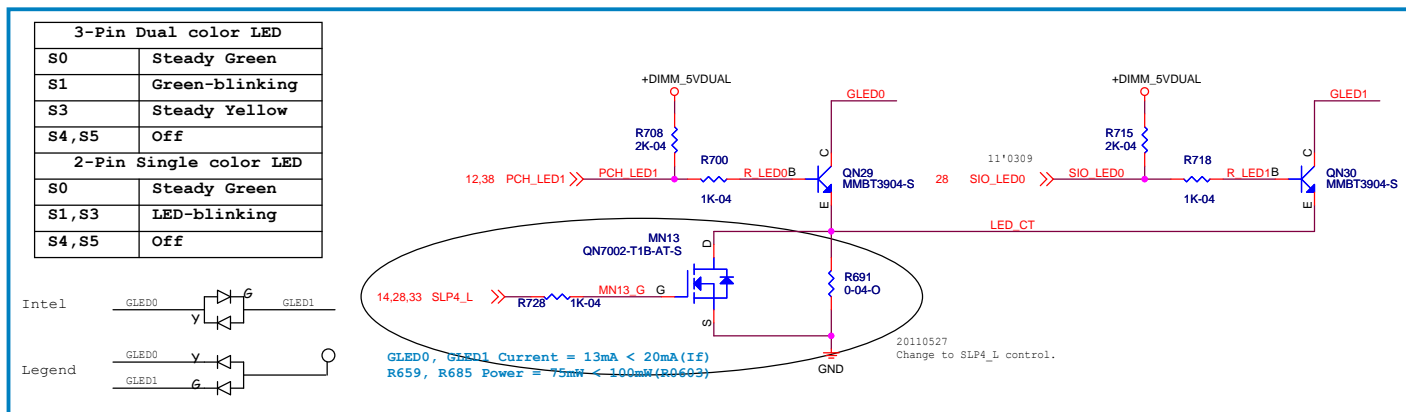 3-Pin Dual color LED
S0 Steady Green
S1 Green-blinking
S3 Steady Yellow
S4,S5 Off
2-Pin Single color LED
S0 Steady Green
S1,S3 LED-blinking
S4,S5 Off
Intel
GLED0
G
GLED1
Y
Legend
GLED0
Y
GLED1
G
+DIMM_5VDUAL
GLED0
R708
2K-04
R700
12,38 PCH_LED1
PCH_LED1
R_LED0
B
C
QN29
MMBT3904-S
1K-04
E
+DIMM_5VDUAL
GLED1
R715
2K-04
11'0309
R718
28 SIO_LED0
SIO_LED0
R_LED1
B
C
QN30
MMBT3904-S
1K-04
E
LED_CT
MN13
QN7002-T1B-AT-S
D
R691
0-04-O
14,28,33 SLP4_L
R728
1K-04
MN13_G
G
S
20110527
Change to SLP4_L control.
GND
GLED0, GLED1 Current = 13mA < 20mA(If)
R659, R685 Power = 75mW < 100mW(R0603)